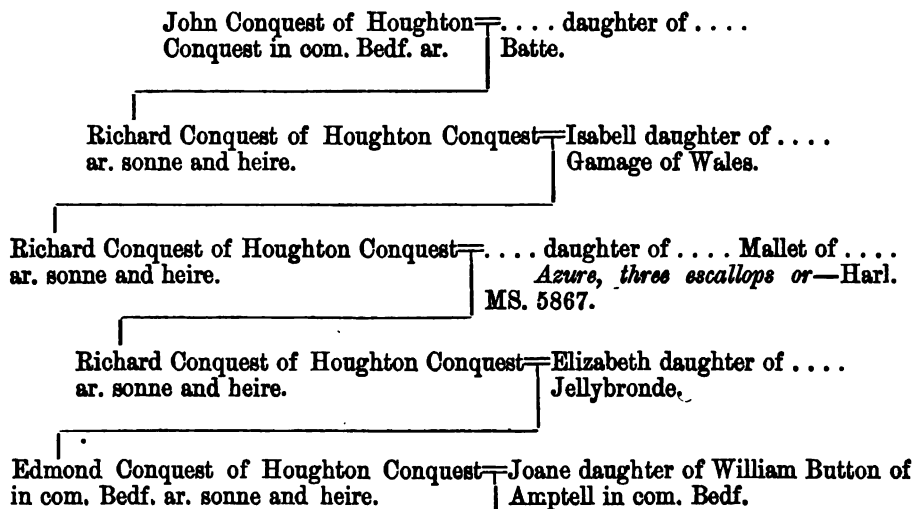 John Conquest of Houghton=. . . . daughter of . . . .
Conquest in com. Bedf. ar. Batte.
Richard Conquest of Houghton Conquest=Isabell daughter of . . . .
ar. sonne and heire. Gamage of Wales.
Richard Conquest of Houghton Conquest=. . . . daughter of . . . . Mallet of . . . .
ar. sonne and heire. Azure, three escallops or—Harl.
MS. 5867.
Richard Conquest of Houghton Conquest=Elizabeth daughter of . . . .
ar. sonne and heire. Jellybronde.
Edmond Conquest of Houghton Conquest=Joane daughter of William Button of
in com. Bedf. ar. sonne and heire. Amptell in com. Bedf.